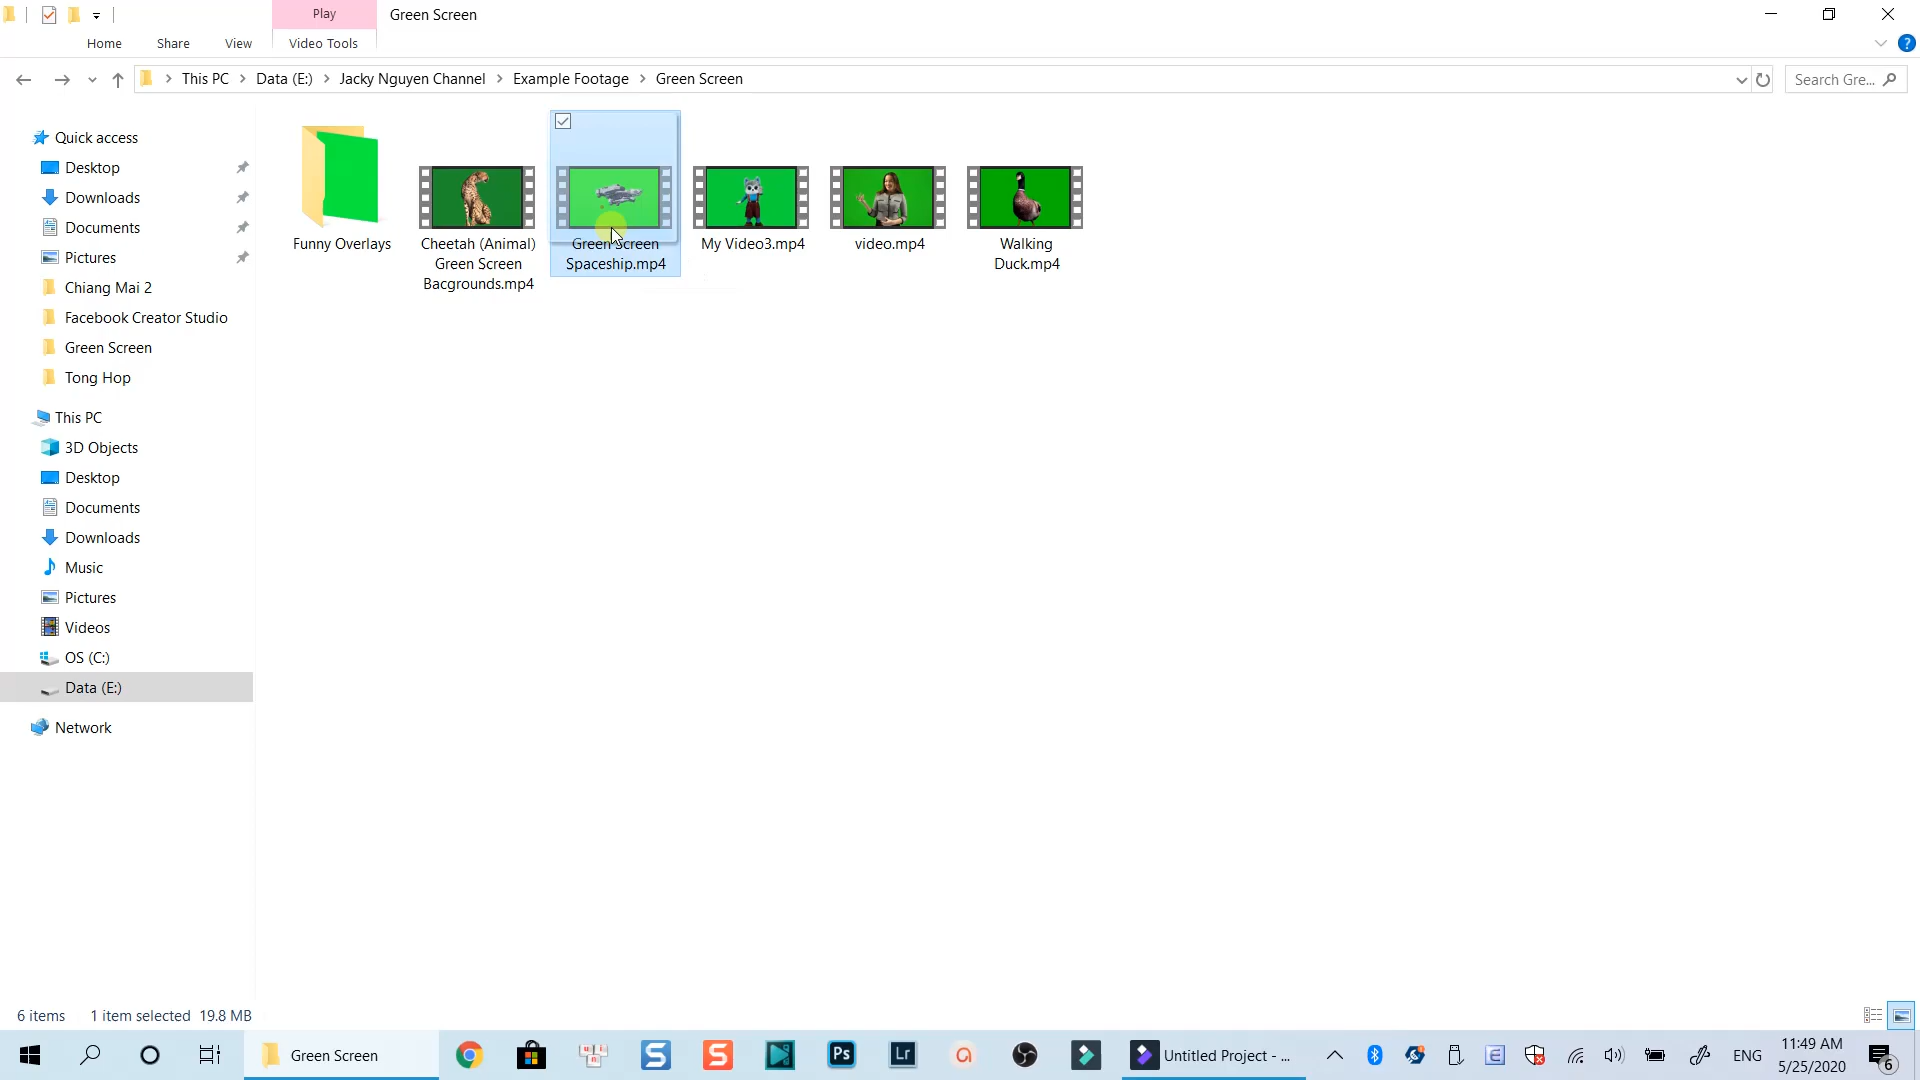 Play
Green Screen
Home
Share
View
Video Tools
This PC
Data (E:)
Jacky Nguyen Channel
Example Footage
Green Screen
Search Gre...
Quick access
Desktop
Downloads
Documents
Pictures
Chiang Mai 2
Facebook Creator Studio
Green Screen
Tong Hop
This PC
3D Objects
Desktop
Documents
Downloads
Music
Pictures
Videos
OS (C:)
Data (E:)
Network
Funny Overlays
Cheetah (Animal)
Green Screen
Bacgrounds.mp4
Green Screen
Spaceship.mp4
My Video3.mp4
video.mp4
Walking
Duck.mp4
6 items
1 item selected 19.8 MB
Green Screen
S
S
Ps
Lr
a
Untitled Project - ...
E
ENG
11:49 AM
5/25/2020
6